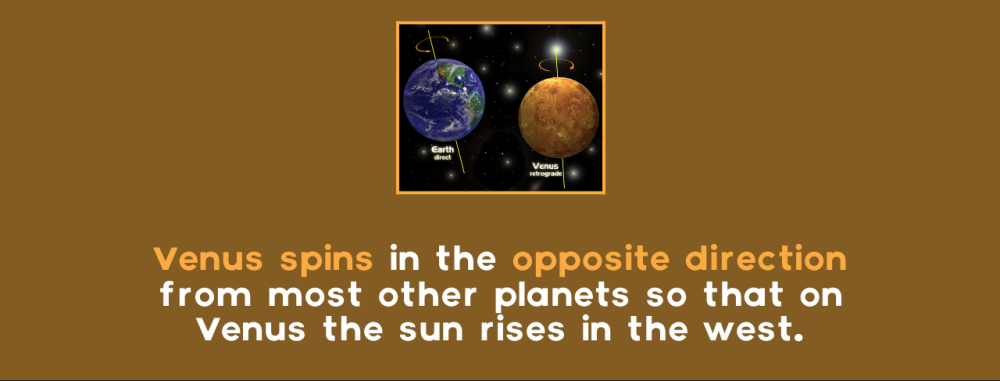 Earth
direct
Venus
retrograde
Venus spins in the opposite direction
from most other planets so that on
Venus the sun rises in the west.